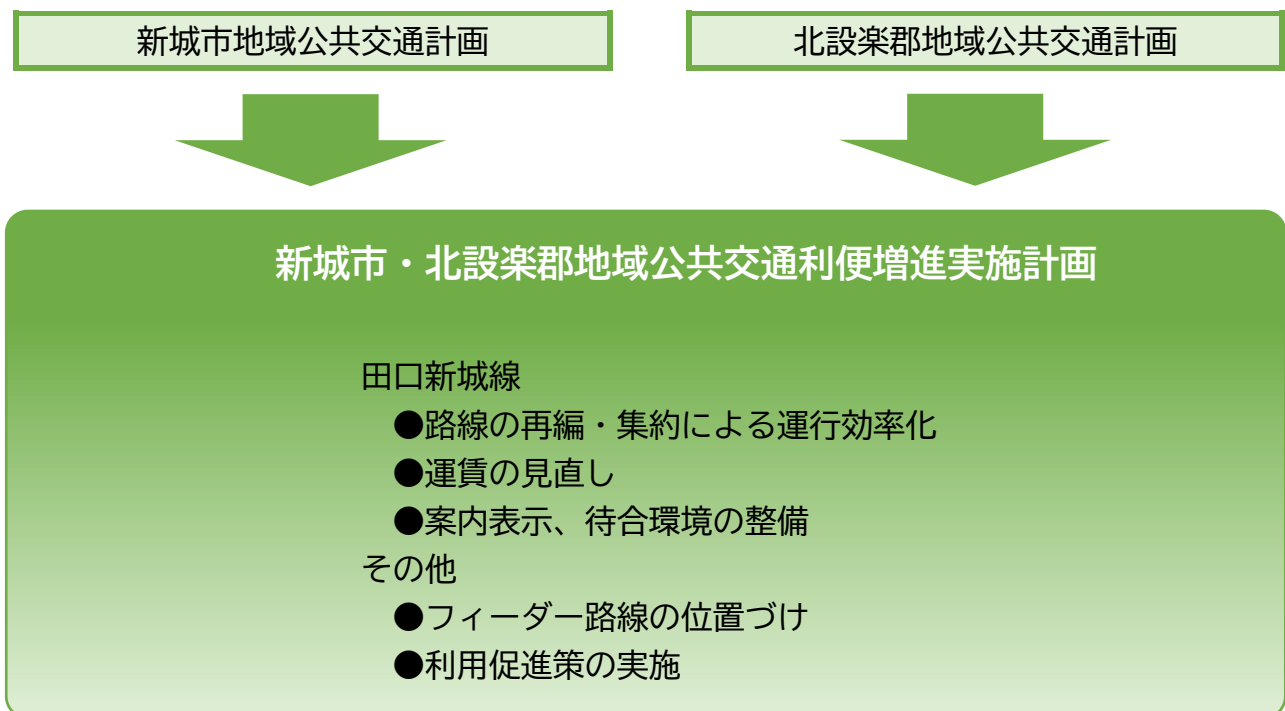 新城市地域公共交通計画
北設楽郡地域公共交通計画
新城市・北設楽郡地域公共交通利便増進実施計画
田口新城線
●路線の再編・集約による運行効率化
●運賃の見直し
●案内表示、待合環境の整備
その他
●フィーダー路線の位置づけ
●利用促進策の実施